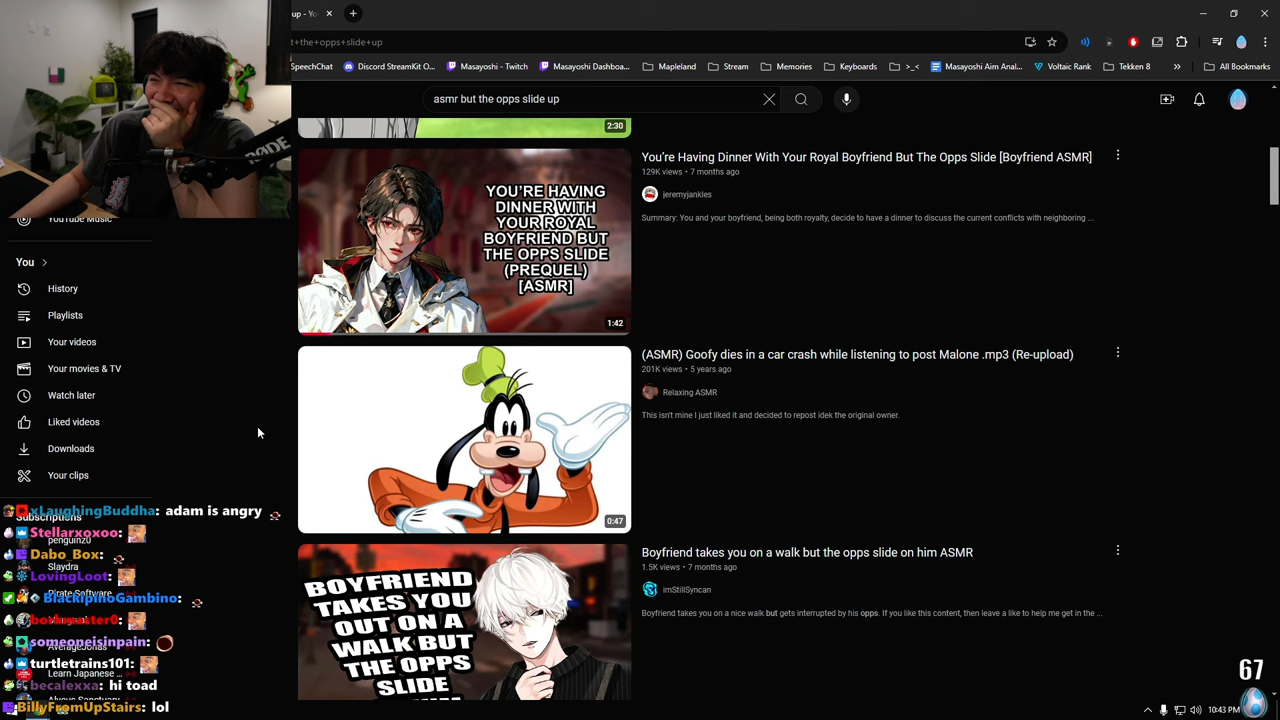 up - Yo
t+the+opps+slide+up
SpeechChat
Discord StreamKit O...
Masayoshi - Twitch
Masayoshi Dashboa...
Mapleland
Stream
Memories
Keyboards
>_<
Masayoshi Aim Anal...
Voltaic Rank
Tekken 8
»
All Bookmarks
asmr but the opps slide up
RØDE
2:30
YOU'RE HAVING
DINNER WITH
YOUR ROYAL
BOYFRIEND BUT
THE OPPS SLIDE
(PREQUEL)
[ASMR]
1:42
You're Having Dinner With Your Royal Boyfriend But The Opps Slide [Boyfriend ASMR]
129K views • 7 months ago
jeremyjankles
Summary: You and your boyfriend, being both royalty, decide to have a dinner to discuss the current conflicts with neighboring ...
YouTube Music
You
History
Playlists
Your videos
Your movies & TV
Watch later
Liked videos
Downloads
Your clips
0:47
(ASMR) Goofy dies in a car crash while listening to post Malone .mp3 (Re-upload)
201K views • 5 years ago
Relaxing ASMR
This isn't mine I just liked it and decided to repost idek the original owner.
BOYFRIEND
TAKES YOU
OUT ON A
WALK BUT
THE OPPS
SLIDE
Boyfriend takes you on a walk but the opps slide on him ASMR
1.5K views • 7 months ago
imStillSyncan
Boyfriend takes you on a nice walk but gets interrupted by his opps. If you like this content, then leave a like to help me get in the ...
xLaughingBuddha: adam is angry
Subscriptions
Stellarxoxoo:
penguinz0
Dabo_Box:
Slaydra
LovingLoot:
Pirate Software
BlackipinoGambino:
someoneisinpain:
AverageJonas
turtletrains101:
Learn Japanese ...
becalexxa: hi toad
BillyFromUpStairs: lol
67
10:43 PM